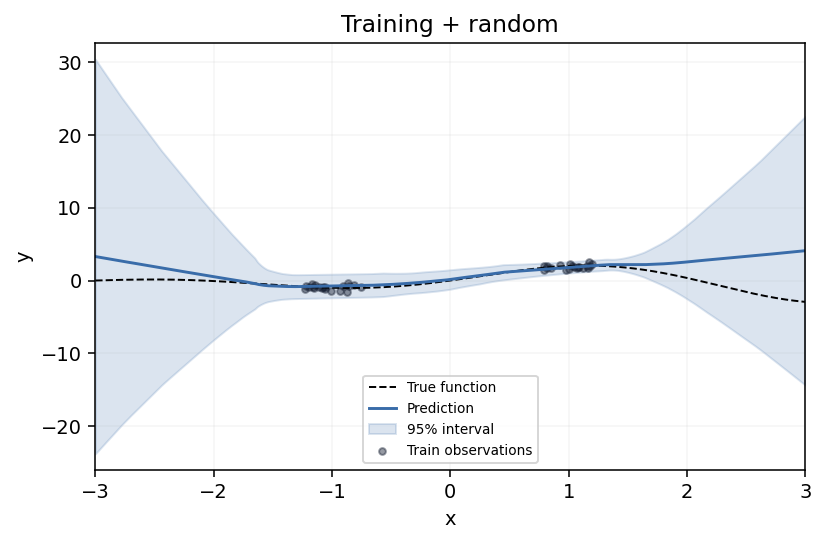 Training + random
30
20
10
0
−10
−20
y
−3
−2
−1
0
1
2
3
x
True function
Prediction
95% interval
Train observations